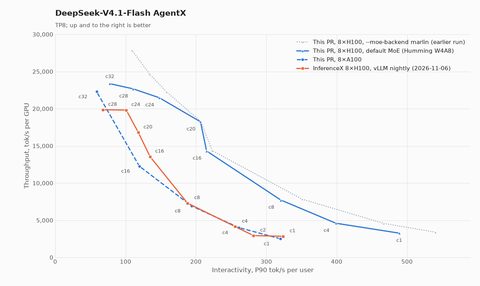 DeepSeek-V4.1-Flash AgentX
TP8; up and to the right is better
This PR, 8×H100, --moe-backend marlin (earlier run)
This PR, 8×H100, default MoE (Humming W4A8)
This PR, 8×A100
InferenceX 8×H100, vLLM nightly (2026-11-06)
Throughput, tok/s per GPU
30,000
25,000
20,000
15,000
10,000
5,000
0
c32
c28
c24
c20
c16
c8
c4
c1
c32
c16
c8
c4
c1
c28
c24
c20
c16
c8
c4
c2
c1
0
100
200
300
400
500
Interactivity, P90 tok/s per user